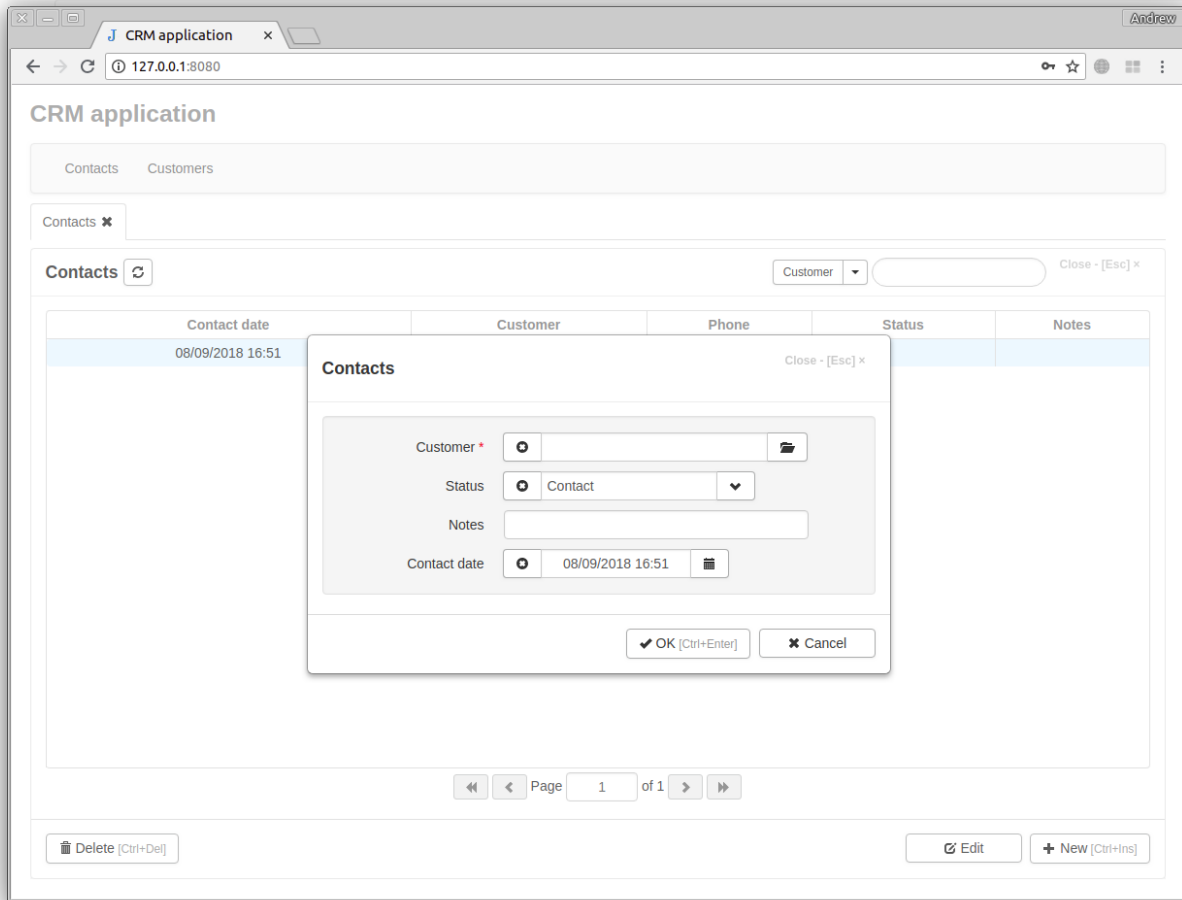 Andrew
CRM application
127.0.0.1:8080
CRM application
Contacts Customers
Contacts
Contacts Customer Close - [Esc] ×
Contact date Customer Phone Status Notes
08/09/2018 16:51
Contacts Close - [Esc] ×
Customer *
Status Contact
Notes
Contact date 08/09/2018 16:51
OK [Ctrl+Enter] Cancel
Page 1 of 1
Delete [Ctrl+Del] Edit New [Ctrl+Ins]